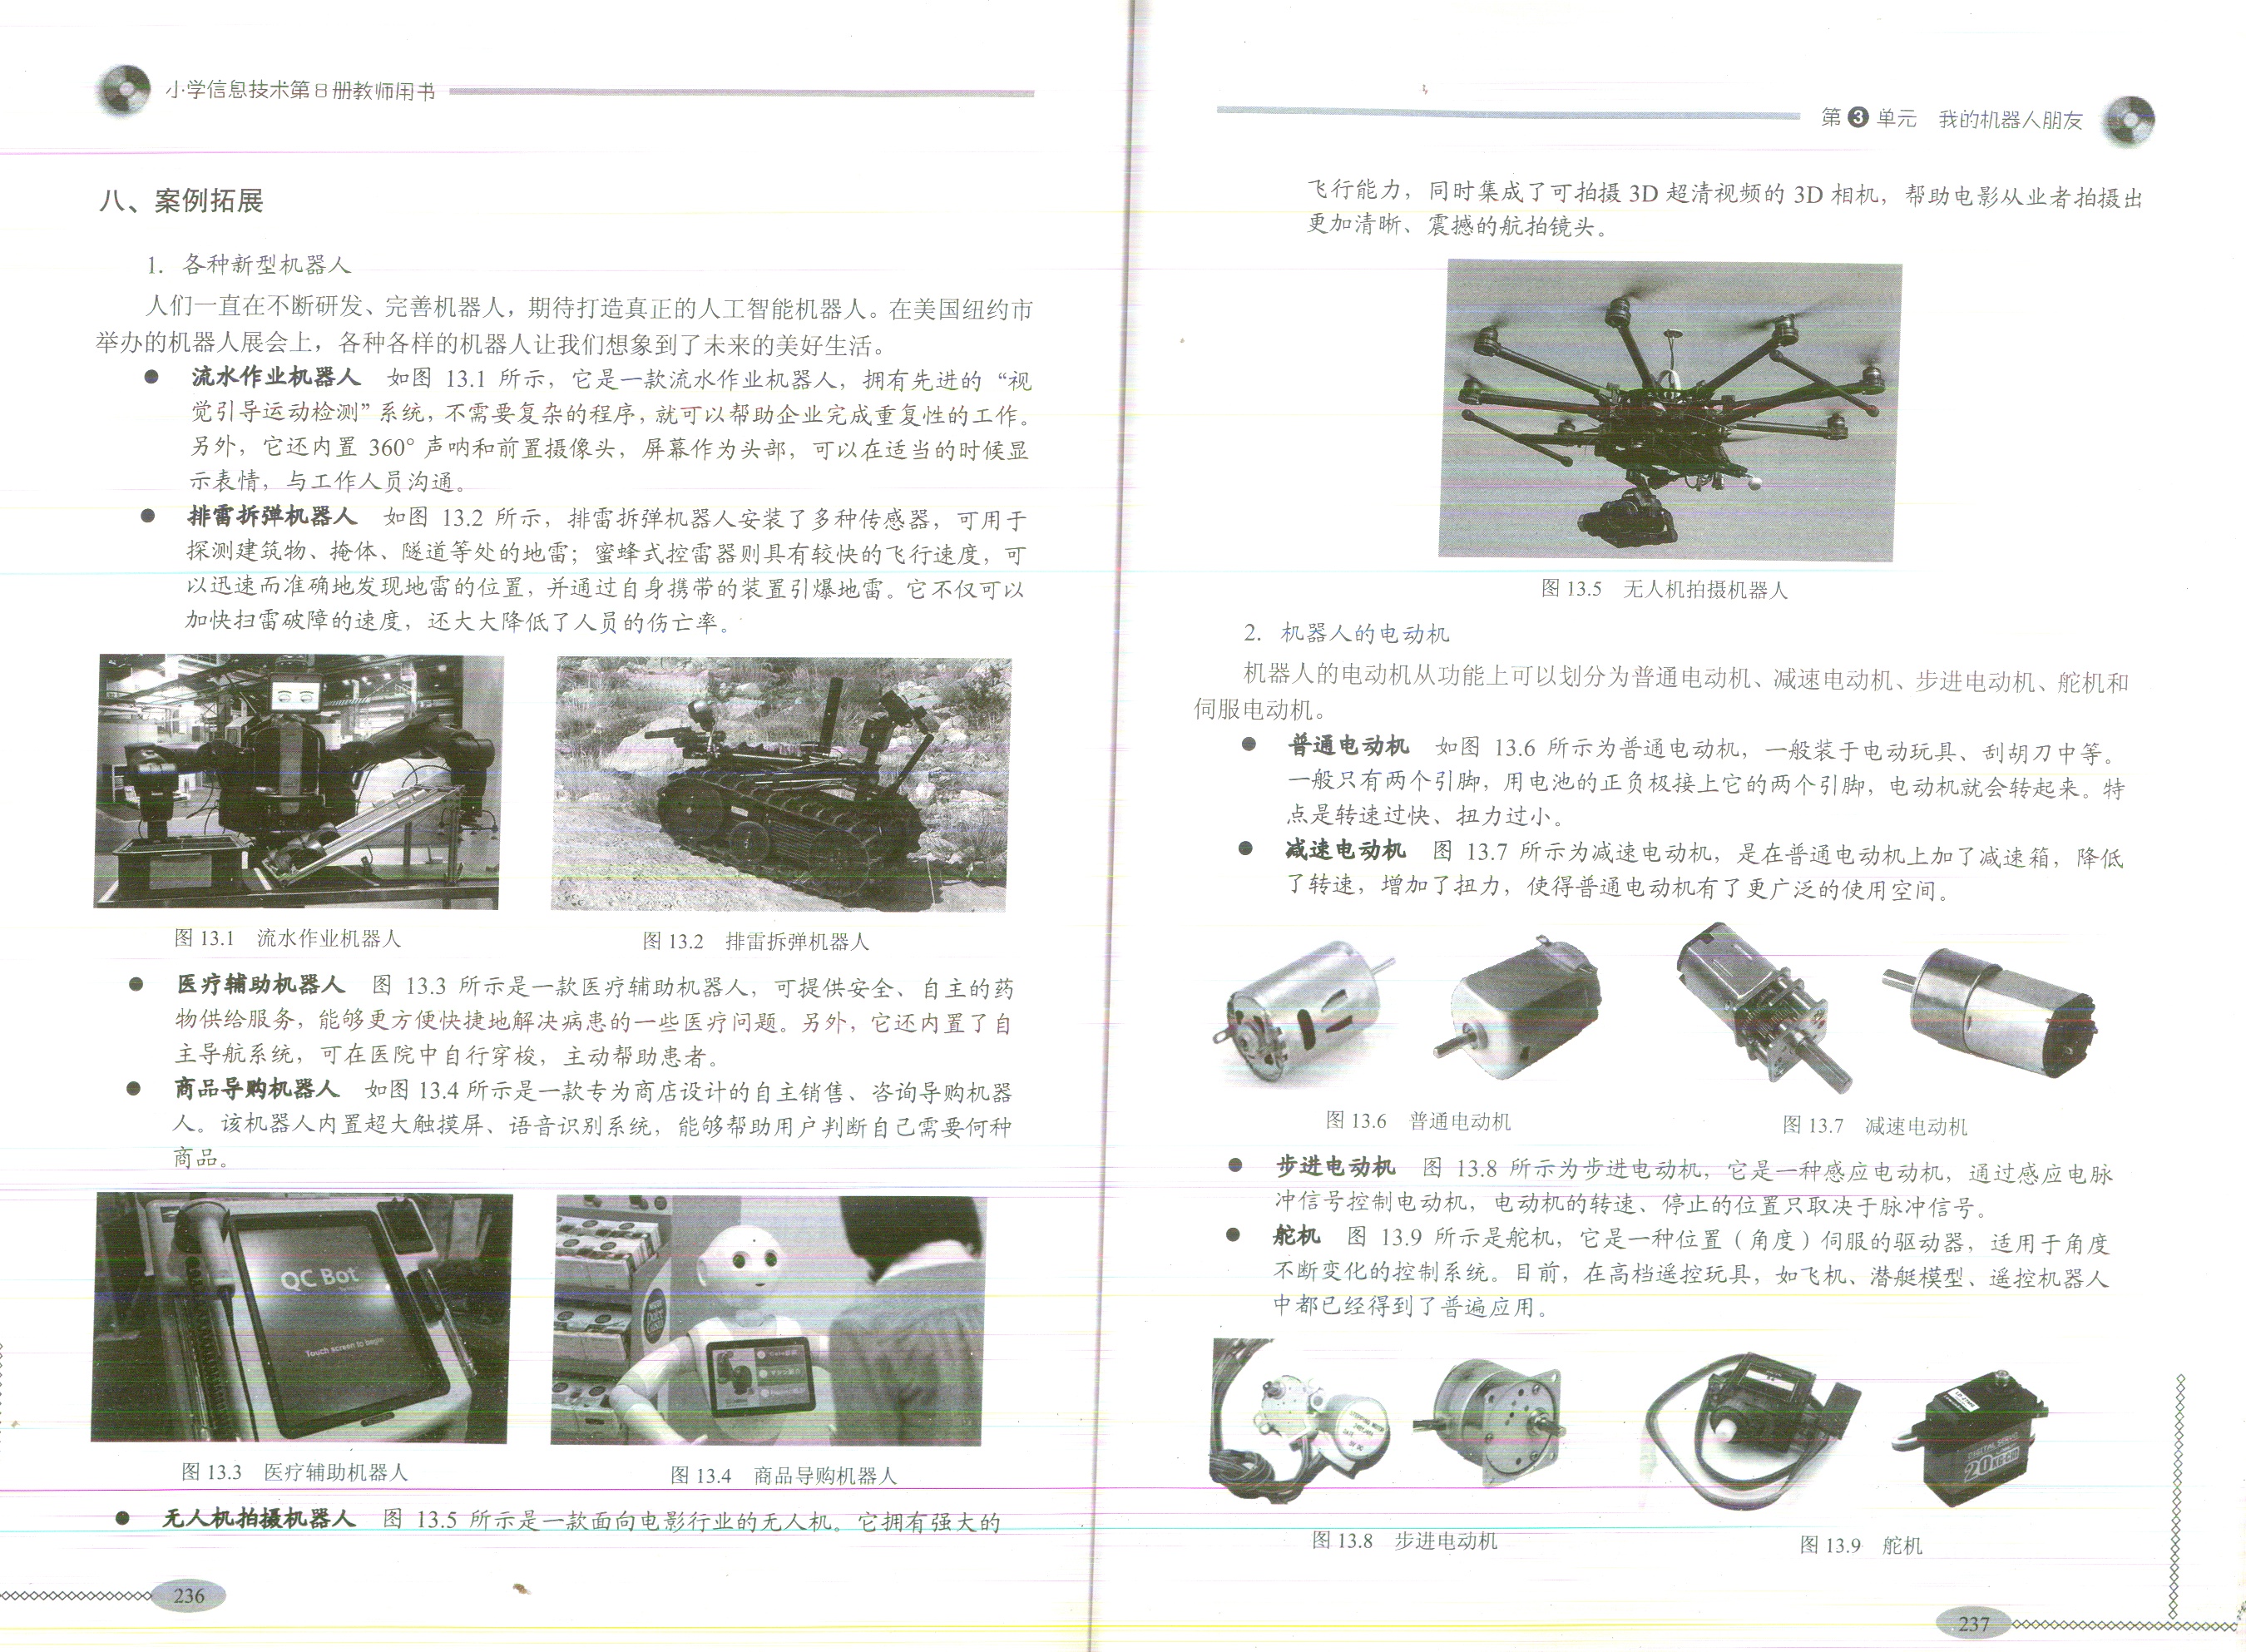 小学信息技术第8册教师用书
八、案例拓展
1. 各种新型机器人
人们一直在不断研发、完善机器人，期待打造真正的人工智能机器人。在美国纽约市
举办的机器人展会上，各种各样的机器人让我们想象到了未来的美好生活。
● 流水作业机器人 如图 13.1 所示，它是一款流水作业机器人，拥有先进的“视
觉引导运动检测”系统，不需要复杂的程序，就可以帮助企业完成重复性的工作。
另外，它还内置 360° 声呐和前置摄像头，屏幕作为头部，可以在适当的时候显
示表情，与工作人员沟通。
● 排雷拆弹机器人 如图 13.2 所示，排雷拆弹机器人安装了多种传感器，可用于
探测建筑物、掩体、隧道等处的地雷；蜜蜂式控雷器则具有较快的飞行速度，可
以迅速而准确地发现地雷的位置，并通过自身携带的装置引爆地雷。它不仅可以
加快扫雷破障的速度，还大大降低了人员的伤亡率。
图 13.1 流水作业机器人
图 13.2 排雷拆弹机器人
● 医疗辅助机器人 图 13.3 所示是一款医疗辅助机器人，可提供安全、自主的药
物供给服务，能够更方便快捷地解决病患的一些医疗问题。另外，它还内置了自
主导航系统，可在医院中自行穿梭，主动帮助患者。
● 商品导购机器人 如图 13.4 所示是一款专为商店设计的自主销售、咨询导购机器
人。该机器人内置超大触摸屏、语音识别系统，能够帮助用户判断自己需要何种
商品。
QC Bot
Touch screen to begin
图 13.3 医疗辅助机器人
图 13.4 商品导购机器人
● 无人机拍摄机器人 图 13.5 所示是一款面向电影行业的无人机。它拥有强大的
236
第3单元 我的机器人朋友
飞行能力，同时集成了可拍摄 3D 超清视频的 3D 相机，帮助电影从业者拍摄出
更加清晰、震撼的航拍镜头。
图 13.5 无人机拍摄机器人
2. 机器人的电动机
机器人的电动机从功能上可以划分为普通电动机、减速电动机、步进电动机、舵机和
伺服电动机。
● 普通电动机 如图 13.6 所示为普通电动机，一般装于电动玩具、刮胡刀中等。
一般只有两个引脚，用电池的正负极接上它的两个引脚，电动机就会转起来。特
点是转速过快、扭力过小。
● 减速电动机 图 13.7 所示为减速电动机，是在普通电动机上加了减速箱，降低
了转速，增加了扭力，使得普通电动机有了更广泛的使用空间。
图 13.6 普通电动机
图 13.7 减速电动机
● 步进电动机 图 13.8 所示为步进电动机，它是一种感应电动机，通过感应电脉
冲信号控制电动机，电动机的转速、停止的位置只取决于脉冲信号。
● 舵机 图 13.9 所示是舵机，它是一种位置（角度）伺服的驱动器，适用于角度
不断变化的控制系统。目前，在高档遥控玩具，如飞机、潜艇模型、遥控机器人
中都已经得到了普遍应用。
DIGITAL SERVO
20KG·CM
图 13.8 步进电动机
图 13.9 舵机
237